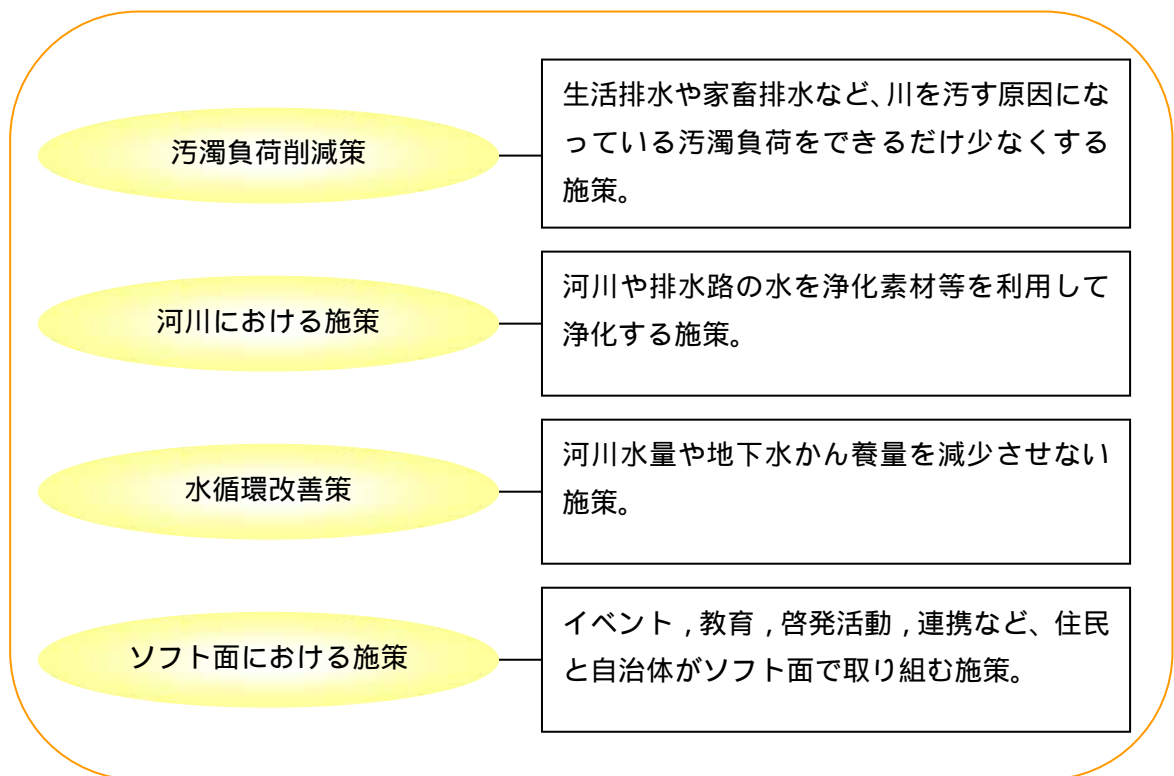 汚濁負荷削減策
生活排水や家畜排水など、川を汚す原因にな
っている汚濁負荷をできるだけ少なくする
施策。
河川における施策
河川や排水路の水を浄化素材等を利用して
浄化する施策。
水循環改善策
河川水量や地下水かん養量を減少させない
施策。
ソフト面における施策
イベント，教育，啓発活動，連携など、住民
と自治体がソフト面で取り組む施策。